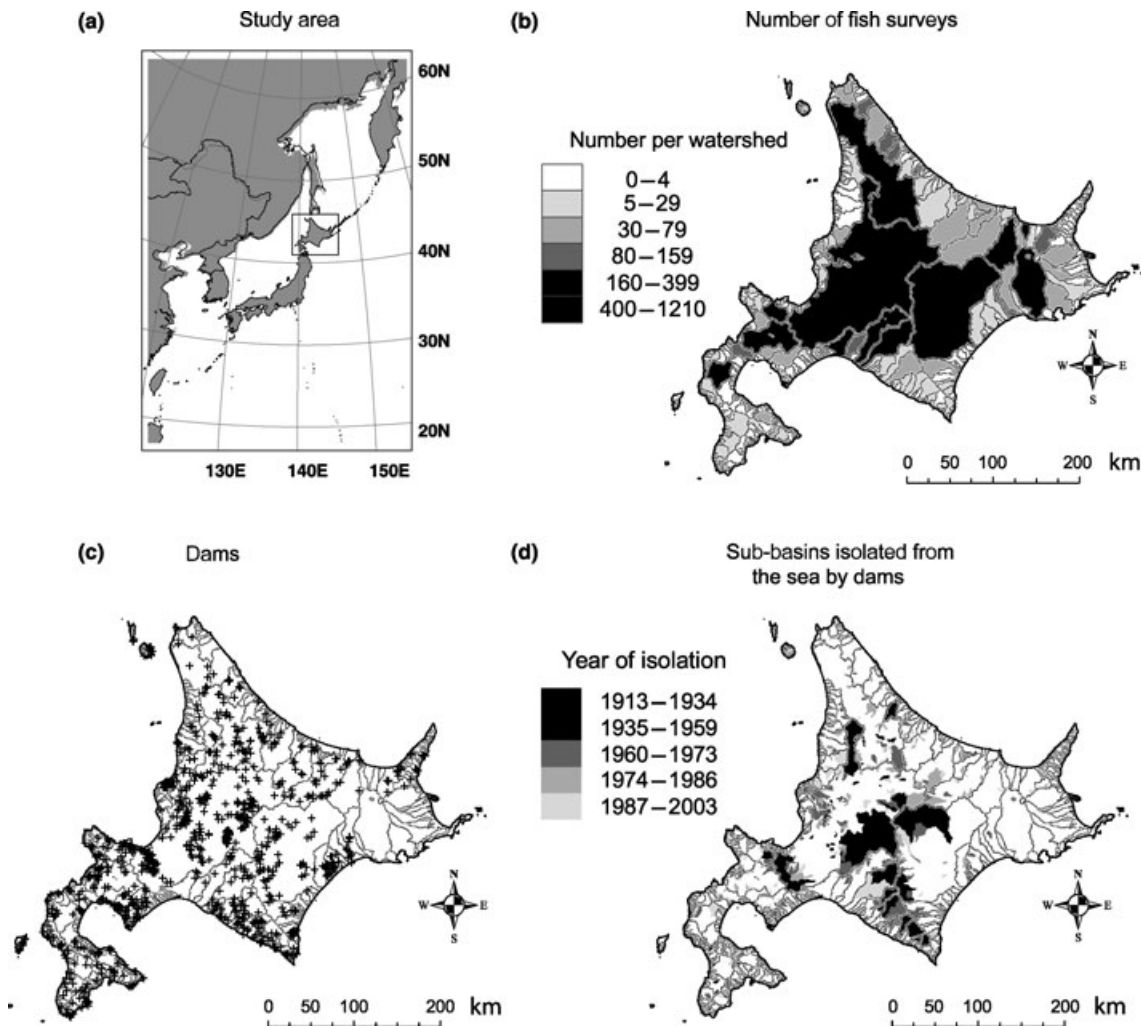 (a) Study area
60N
50N
40N
30N
20N
130E 140E 150E
(b) Number of fish surveys
Number per watershed
0–4
5–29
30–79
80–159
160–399
400–1210
N
W E
S
0 50 100 200 km
(c) Dams
N
W E
S
0 50 100 200 km
(d) Sub-basins isolated from
the sea by dams
Year of isolation
1913–1934
1935–1959
1960–1973
1974–1986
1987–2003
N
W E
S
0 50 100 200 km